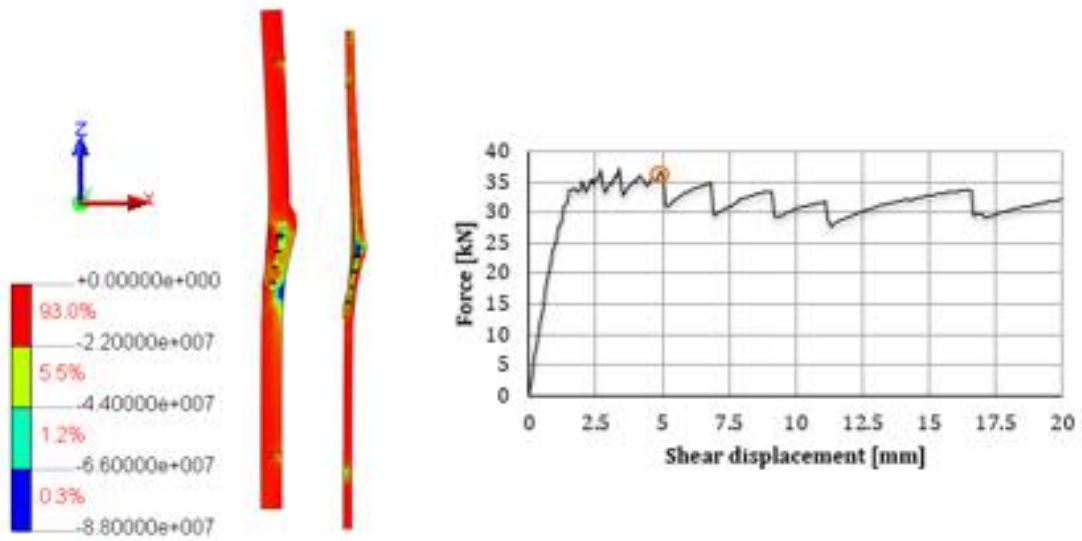 Z
X
+0.00000e+000
93.0%
-2.20000e+007
5.5%
-4.40000e+007
1.2%
-6.60000e+007
0.3%
-8.80000e+007
40
35
30
25
20
15
10
5
0
Force [kN]
0 2.5 5 7.5 10 12.5 15 17.5 20
Shear displacement [mm]